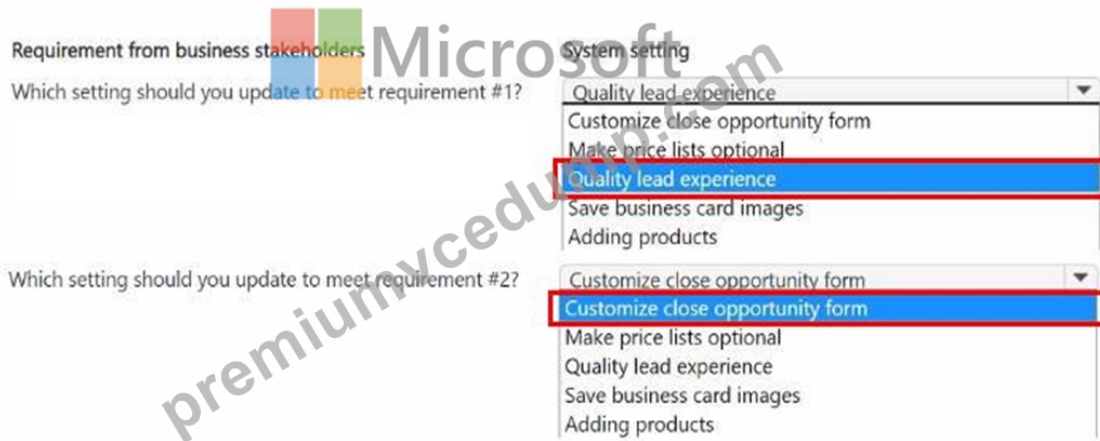 Microsoft
Requirement from business stakeholders System setting
Which setting should you update to meet requirement #1? Quality lead experience
Customize close opportunity form
Make price lists optional
Quality lead experience
Save business card images
Adding products
Which setting should you update to meet requirement #2? Customize close opportunity form
Customize close opportunity form
Make price lists optional
Quality lead experience
Save business card images
Adding products
premiumvcedump.com